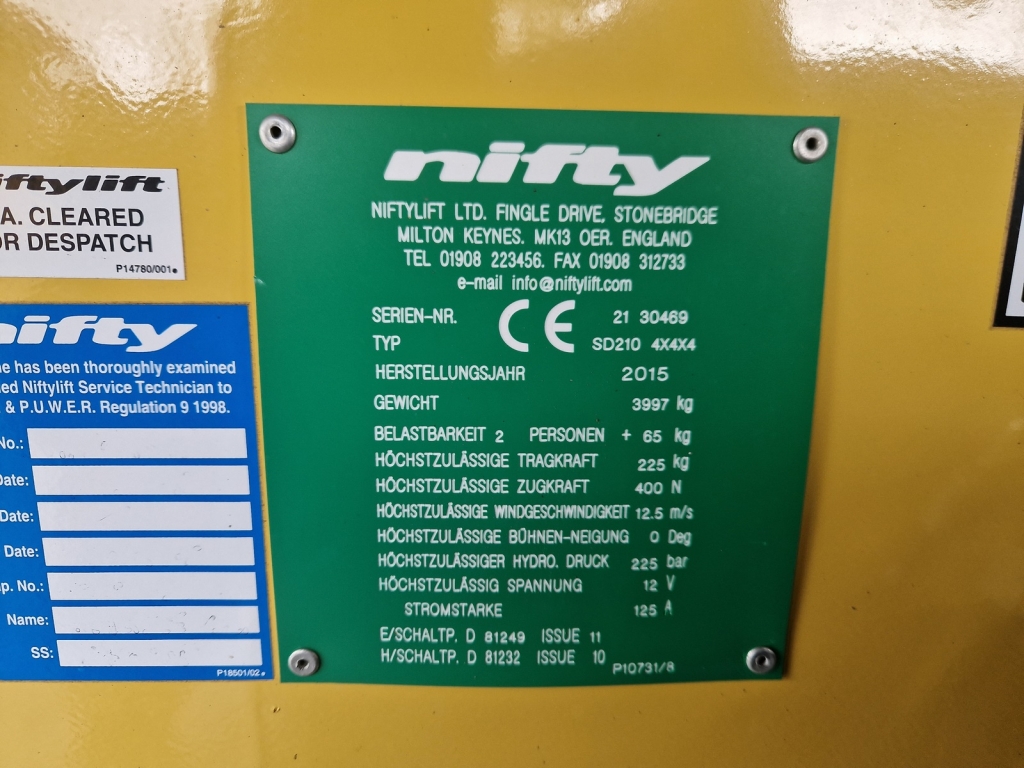 niftylift
A. CLEARED
OR DESPATCH
P14780/001
nifty
has been thoroughly examined
Niftylift Service Technician to
& P.U.W.E.R. Regulation 9 1998.
No.:
Date:
Date:
Date:
No.:
Name:
SS:
P18501/02
nifty
NIFTYLIFT LTD. FINGLE DRIVE, STONEBRIDGE
MILTON KEYNES. MK13 OER. ENGLAND
TEL 01908 223456. FAX 01908 312733
e-mail info@niftylift.com
SERIEN-NR. CE 21 30469
TYP SD210 4X4X4
HERSTELLUNGSJAHR 2015
GEWICHT 3997 kg
BELASTBARKEIT 2 PERSONEN + 65 kg
HÖCHSTZULÄSSIGE TRAGKRAFT 225 kg
HÖCHSTZULÄSSIGE ZUGKRAFT 400 N
HÖCHSTZULÄSSIGE WINDGESCHWINDIGKEIT 12.5 m/s
HÖCHSTZULÄSSIGE BÜHNEN-NEIGUNG 0 Deg
HÖCHSTZULÄSSIGER HYDRO. DRUCK 225 bar
HÖCHSTZULÄSSIG SPANNUNG 12 V
STROMSTARKE 125 A
E/SCHALTP. D 81249 ISSUE 11
H/SCHALTP. D 81232 ISSUE 10
P10731/8